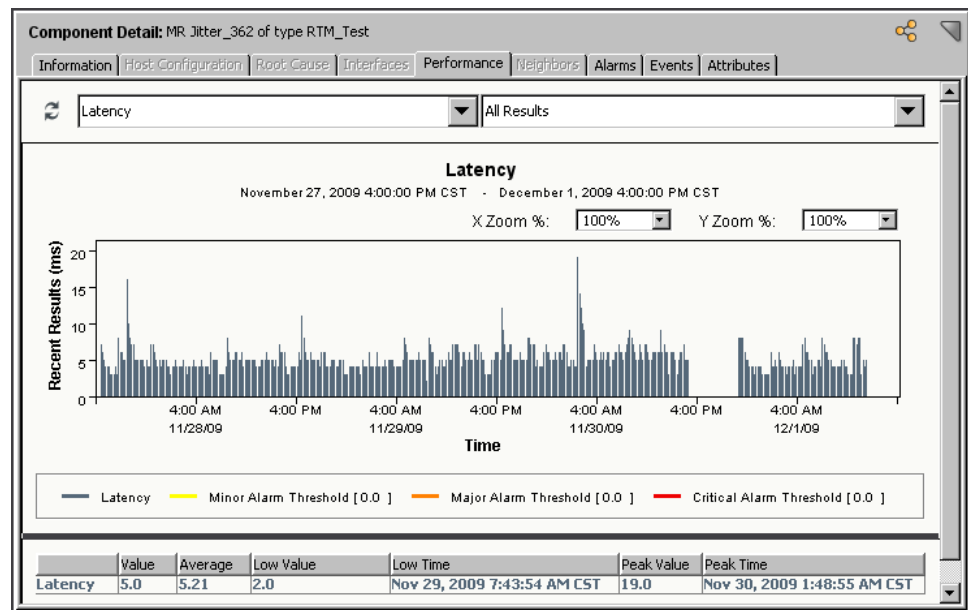 Component Detail: MR Jitter_362 of type RTM_Test
Information Host Configuration Root Cause Interfaces Performance Neighbors Alarms Events Attributes
Latency All Results
Latency
November 27, 2009 4:00:00 PM CST - December 1, 2009 4:00:00 PM CST
X Zoom %: 100% Y Zoom %: 100%
Recent Results (ms)
20
15
10
5
0
4:00 AM 4:00 PM 4:00 AM 4:00 PM 4:00 AM 4:00 PM 4:00 AM
11/28/09 11/29/09 11/30/09 12/1/09
Time
Latency Minor Alarm Threshold [ 0.0 ] Major Alarm Threshold [ 0.0 ] Critical Alarm Threshold [ 0.0 ]
Value Average Low Value Low Time Peak Value Peak Time
Latency 5.0 5.21 2.0 Nov 29, 2009 7:43:54 AM CST 19.0 Nov 30, 2009 1:48:55 AM CST